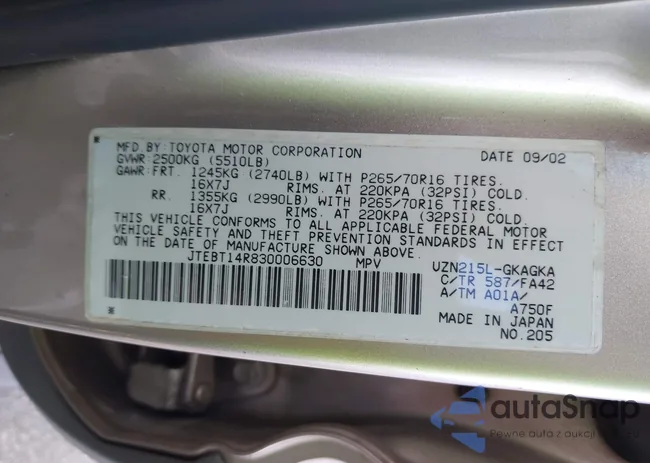 MFD.BY:TOYOTA MOTOR CORPORATION DATE 09/02
GVWR:2500KG (5510LB)
GAWR:FRT. 1245KG (2740LB) WITH P265/70R16 TIRES.
16X7J RIMS. AT 220KPA (32PSI) COLD.
RR. 1355KG (2990LB) WITH P265/70R16 TIRES.
16X7J RIMS. AT 220KPA (32PSI) COLD.
THIS VEHICLE CONFORMS TO ALL APPLICABLE FEDERAL MOTOR
VEHICLE SAFETY AND THEFT PREVENTION STANDARDS IN EFFECT
ON THE DATE OF MANUFACTURE SHOWN ABOVE.
JTEBT14R830006630 MPV UZN215L-GKAGKA
C/TR 587/FA42
A/TM A01A/
A750F
MADE IN JAPAN
NO.205
autaSnap
Pewne auta z aukcji